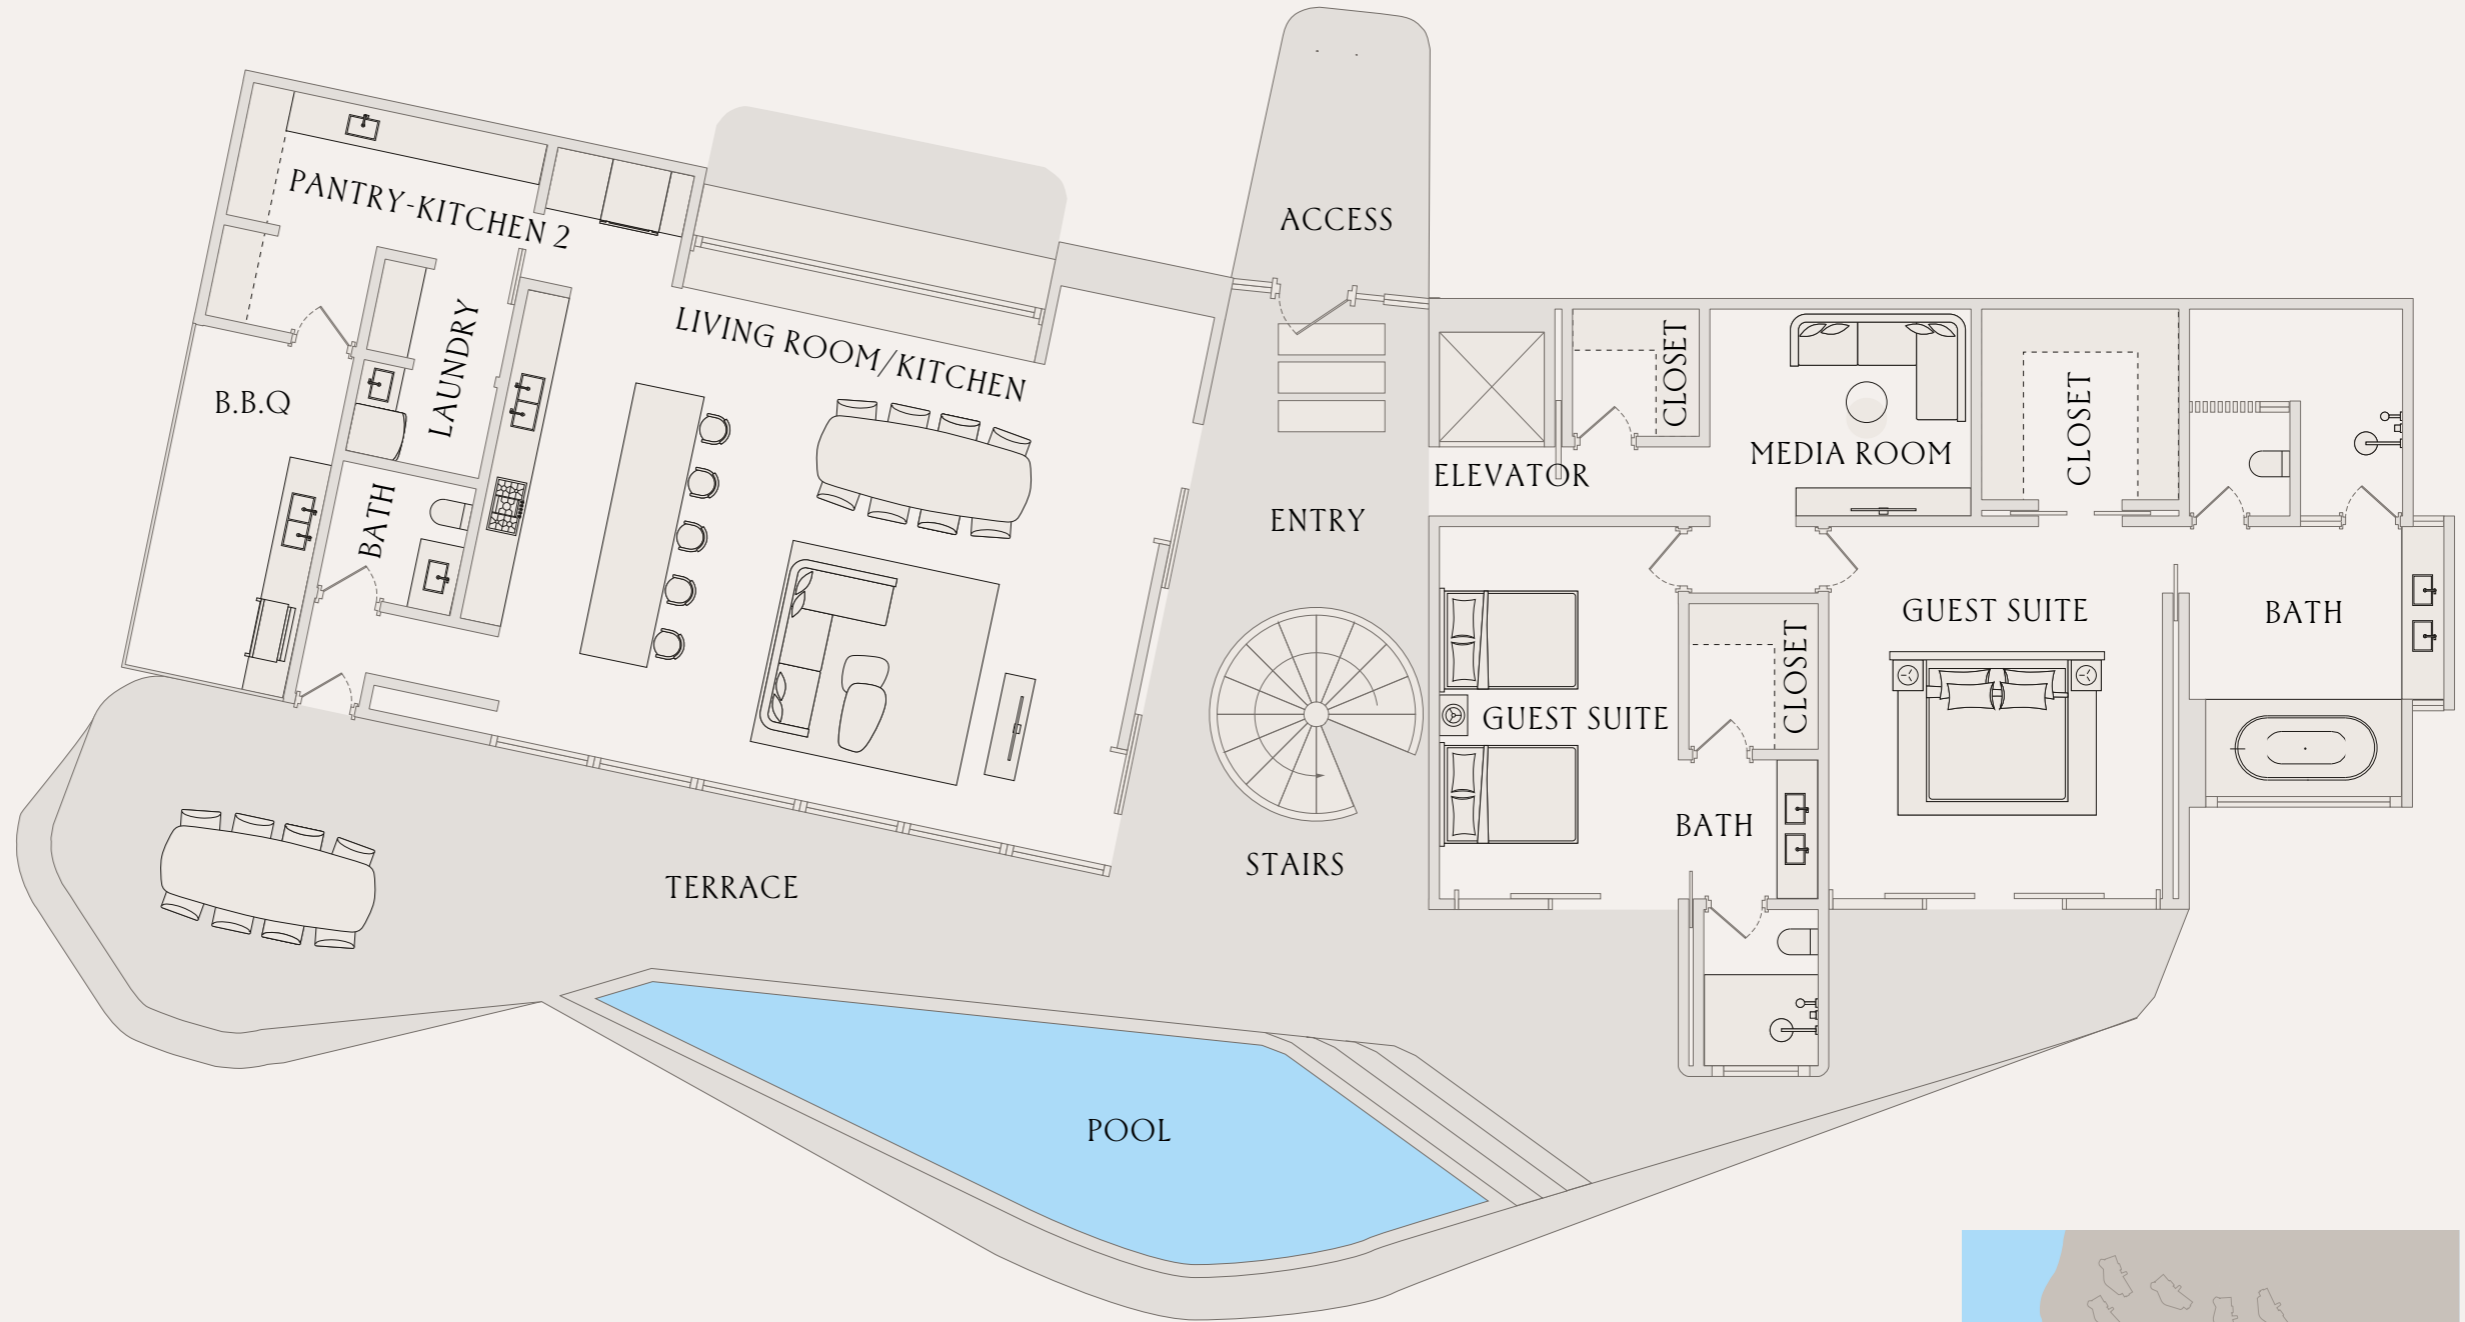 ACCESS
PANTRY-KITCHEN 2
LIVING ROOM/KITCHEN
LAUNDRY
B.B.Q
BATH
ENTRY
STAIRS
TERRACE
POOL
ELEVATOR
CLOSET
MEDIA ROOM
CLOSET
GUEST SUITE
CLOSET
BATH
GUEST SUITE
BATH